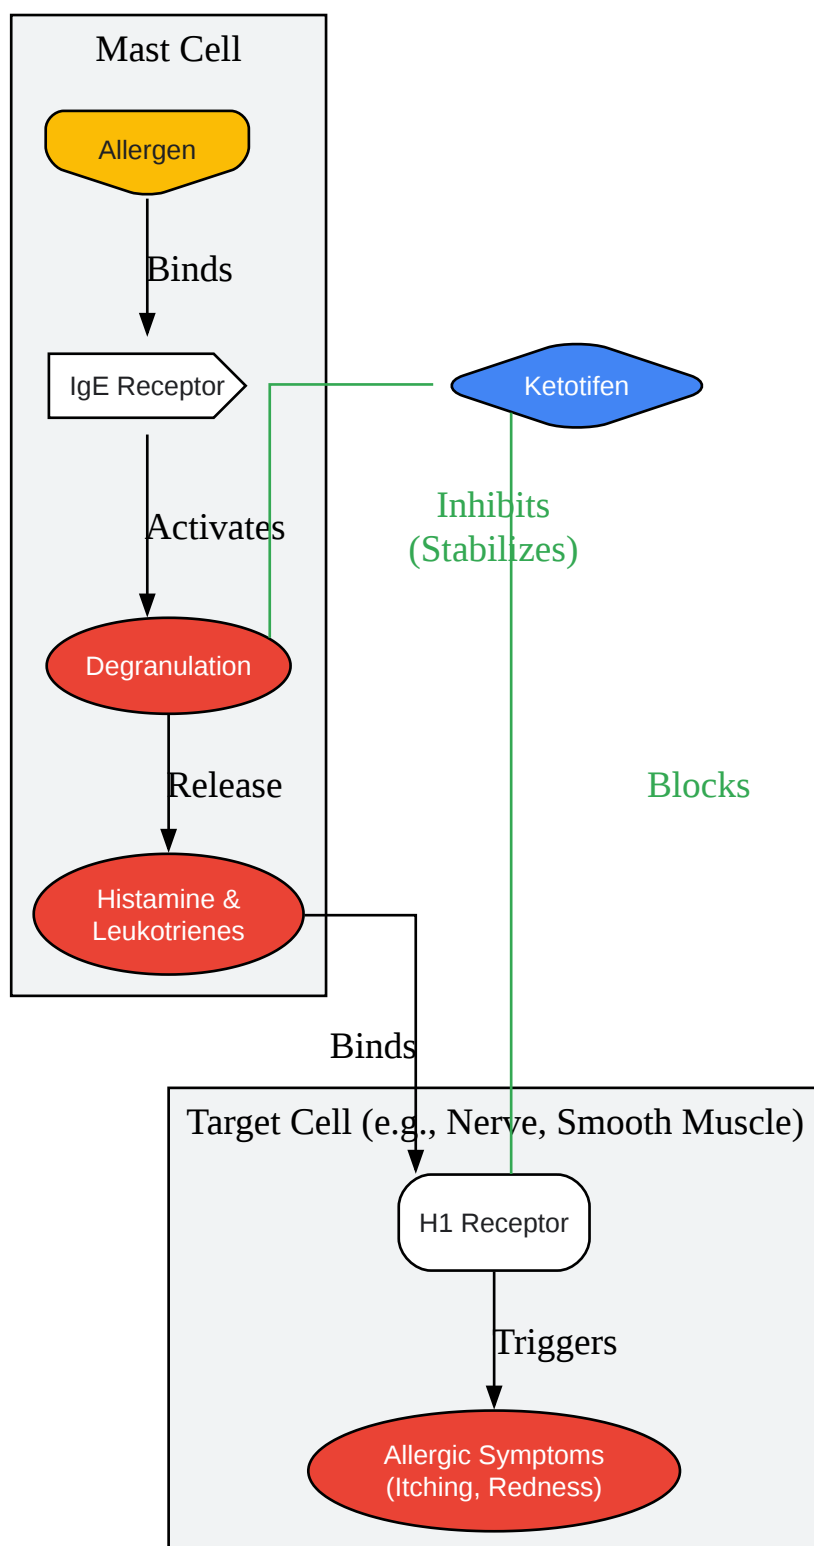 Mast Cell
Allergen
Binds
IgE Receptor
Ketotifen
Inhibits
(Stabilizes)
Activates
Degranulation
Release
Blocks
Histamine &
Leukotrienes
Binds
Target Cell (e.g., Nerve, Smooth Muscle)
H1 Receptor
Triggers
Allergic Symptoms
(Itching, Redness)